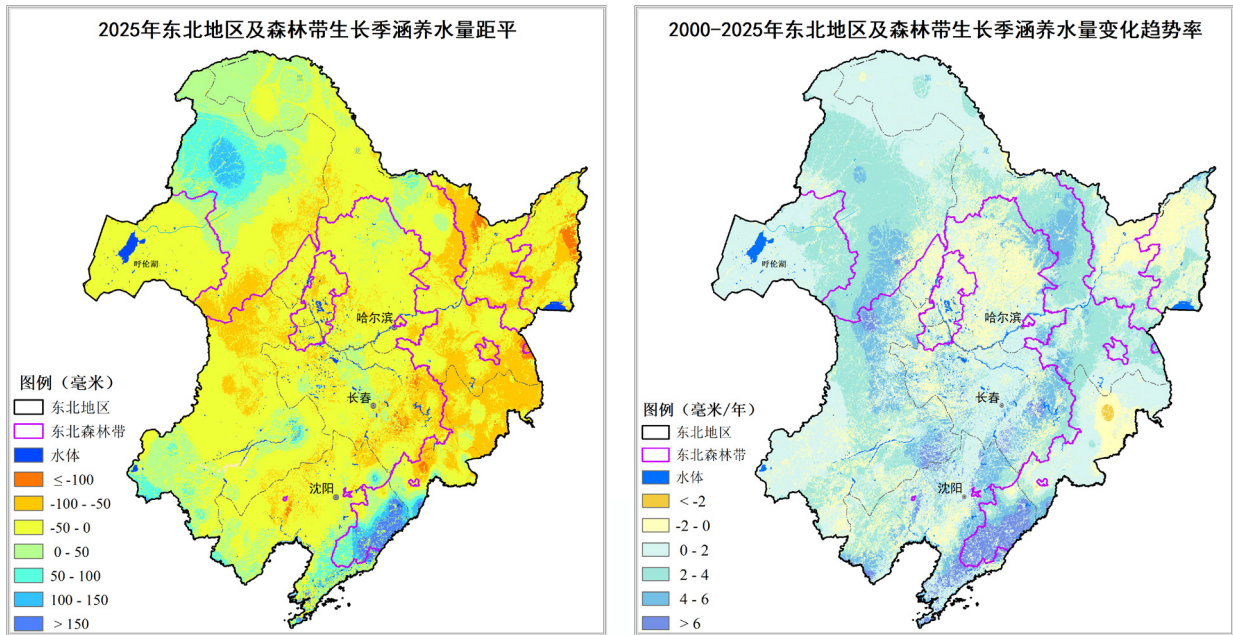 2025年东北地区及森林带生长季涵养水量距平
黑
龙
江
呼伦湖
哈尔滨
长春
沈阳
图例（毫米）
东北地区
东北森林带
水体
≤ -100
-100 - -50
-50 - 0
0 - 50
50 - 100
100 - 150
> 150
2000-2025年东北地区及森林带生长季涵养水量变化趋势率
黑
龙
江
呼伦湖
哈尔滨
长春
沈阳
图例（毫米/年）
东北地区
东北森林带
水体
< -2
-2 - 0
0 - 2
2 - 4
4 - 6
> 6